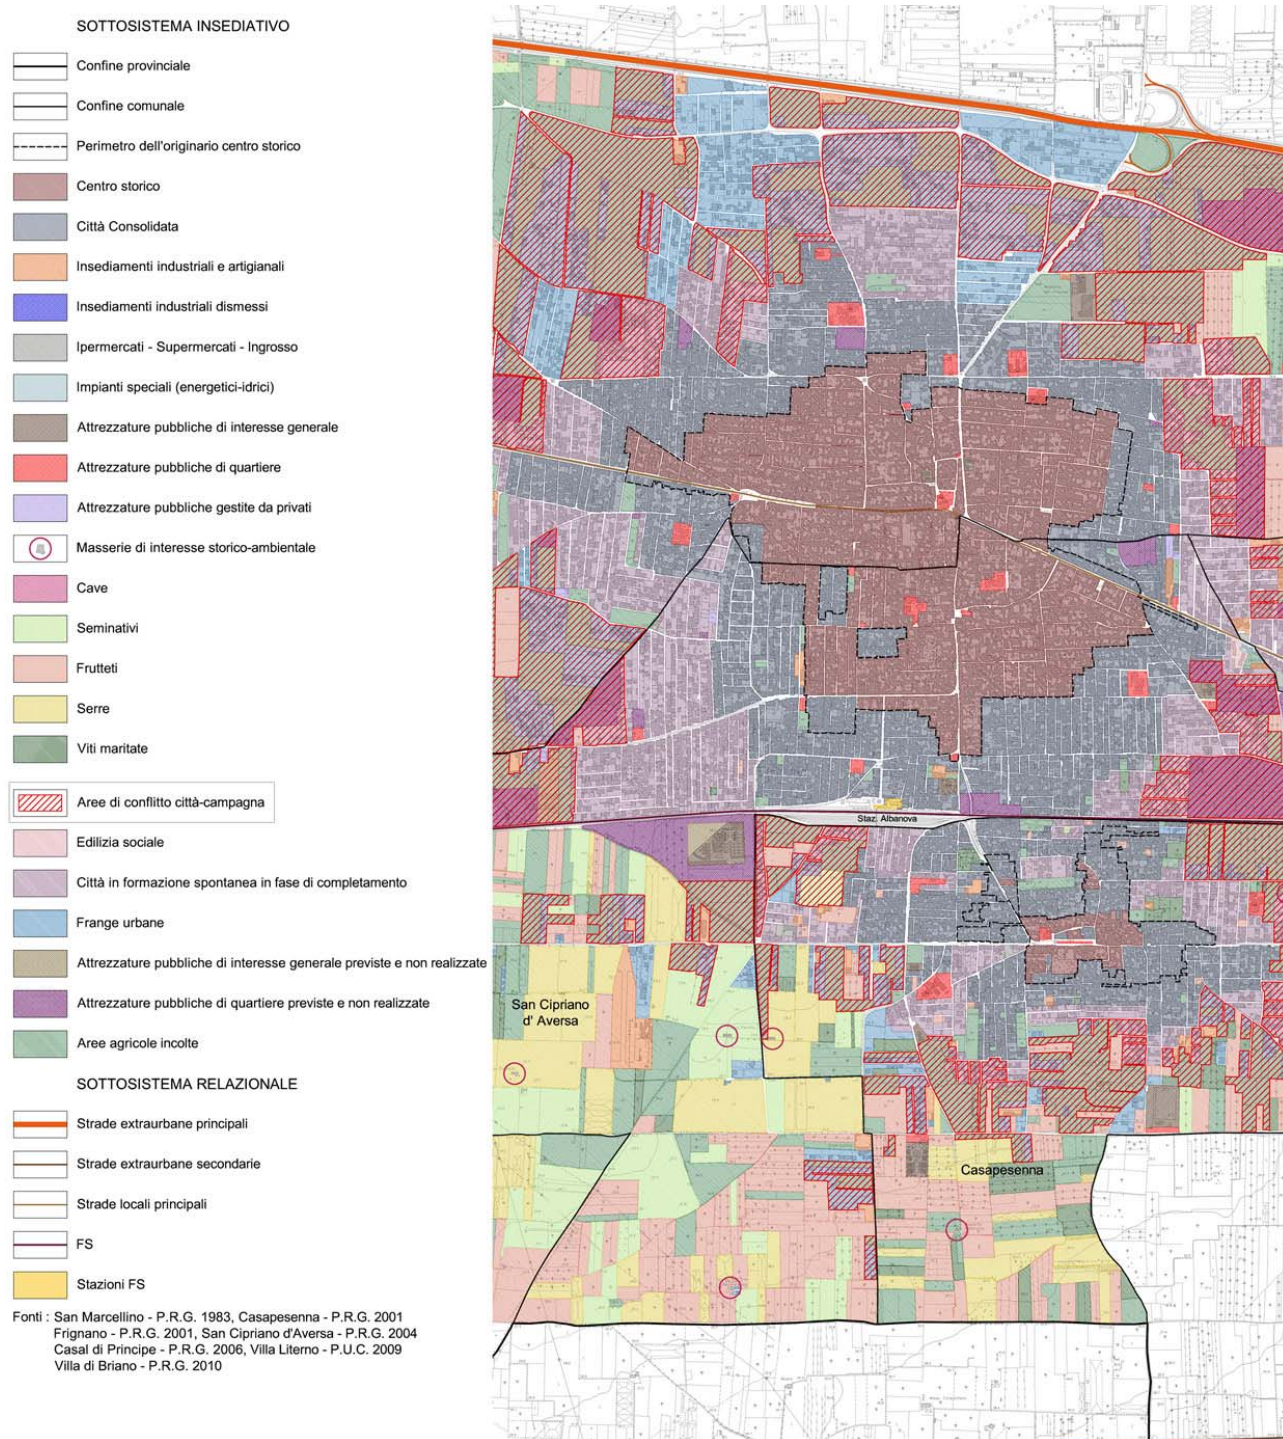 SOTTOSISTEMA INSEDIATIVO
Confine provinciale
Confine comunale
Perimetro dell'originario centro storico
Centro storico
Città Consolidata
Insediamenti industriali e artigianali
Insediamenti industriali dismessi
Ipermercati - Supermercati - Ingrosso
Impianti speciali (energetici-idrici)
Attrezzature pubbliche di interesse generale
Attrezzature pubbliche di quartiere
Attrezzature pubbliche gestite da privati
Masserie di interesse storico-ambientale
Cave
Seminativi
Frutteti
Serre
Viti maritate
Aree di conflitto città-campagna
Edilizia sociale
Città in formazione spontanea in fase di completamento
Frange urbane
Attrezzature pubbliche di interesse generale previste e non realizzate
Attrezzature pubbliche di quartiere previste e non realizzate
Aree agricole incolte
SOTTOSISTEMA RELAZIONALE
Strade extraurbane principali
Strade extraurbane secondarie
Strade locali principali
FS
Stazioni FS
Fonti : San Marcellino - P.R.G. 1983, Casapesenna - P.R.G. 2001
Frignano - P.R.G. 2001, San Cipriano d'Aversa - P.R.G. 2004
Casal di Principe - P.R.G. 2006, Villa Literno - P.U.C. 2009
Villa di Briano - P.R.G. 2010
Staz. Albanova
San Cipriano
d' Aversa
Casapesenna